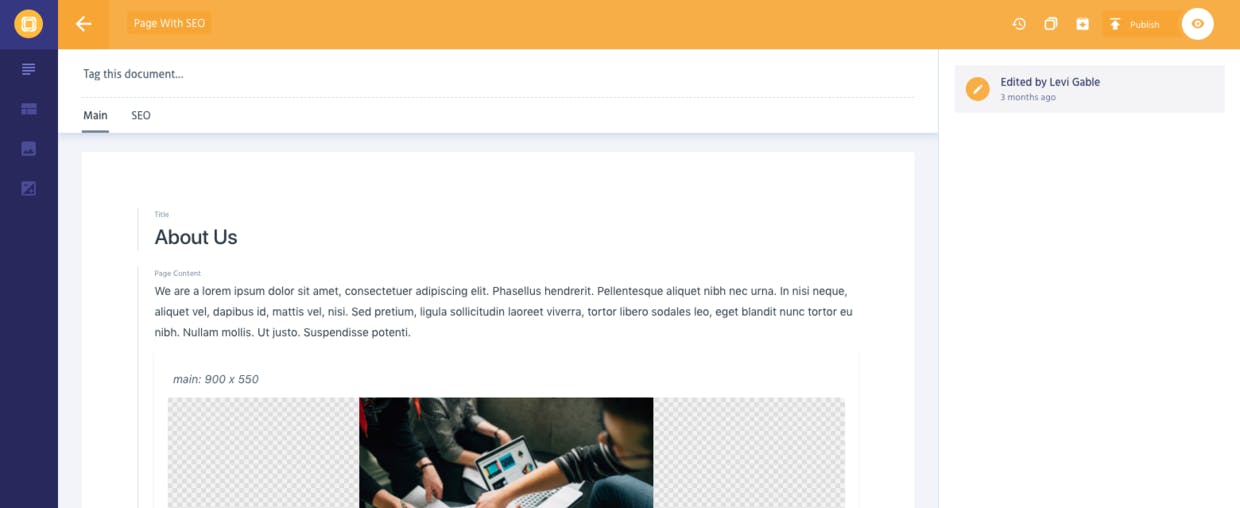 Page With SEO
Publish
Tag this document...
Main SEO
Edited by Levi Gable
3 months ago
Title
About Us
Page Content
We are a lorem ipsum dolor sit amet, consectetuer adipiscing elit. Phasellus hendrerit. Pellentesque aliquet nibh nec urna. In nisi neque,
aliquet vel, dapibus id, mattis vel, nisi. Sed pretium, ligula sollicitudin laoreet viverra, tortor libero sodales leo, eget blandit nunc tortor eu
nibh. Nullam mollis. Ut justo. Suspendisse potenti.
main: 900 x 550